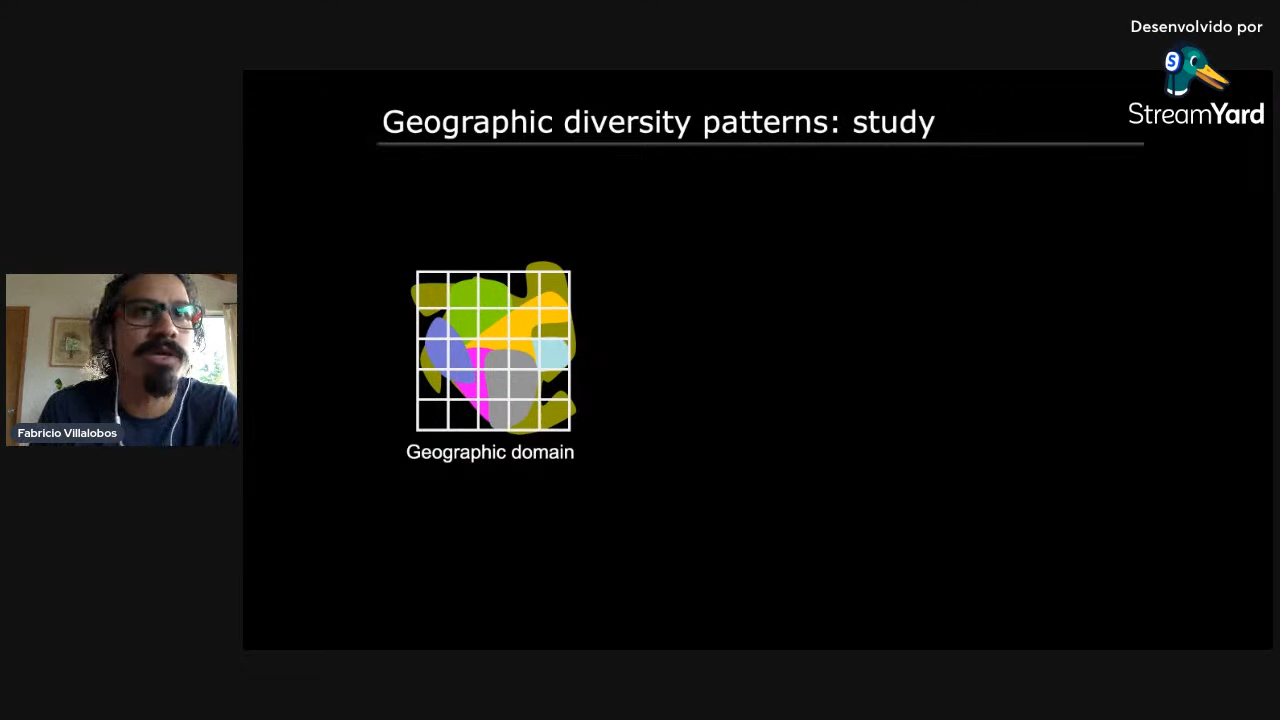 Desenvolvido por
S
StreamYard
Geographic diversity patterns: study
Geographic domain
Fabricio Villalobos